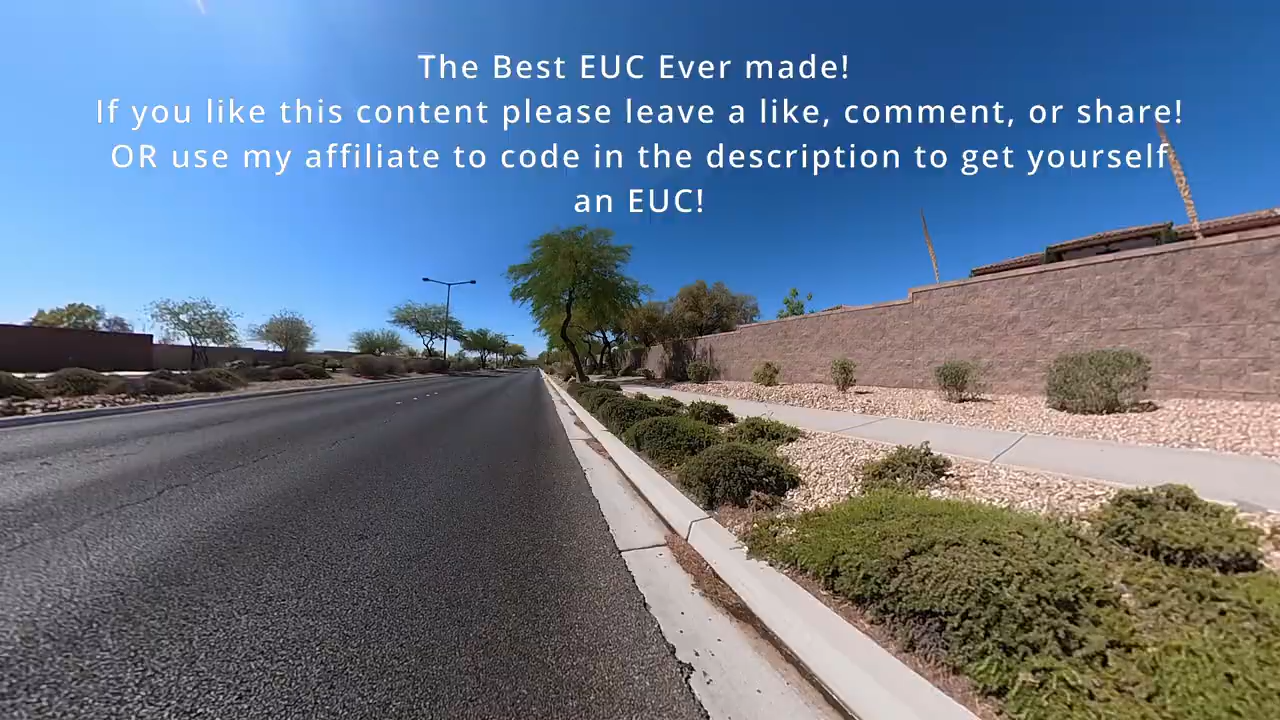 The Best EUC Ever made!
If you like this content please leave a like, comment, or share!
OR use my affiliate to code in the description to get yourself
an EUC!